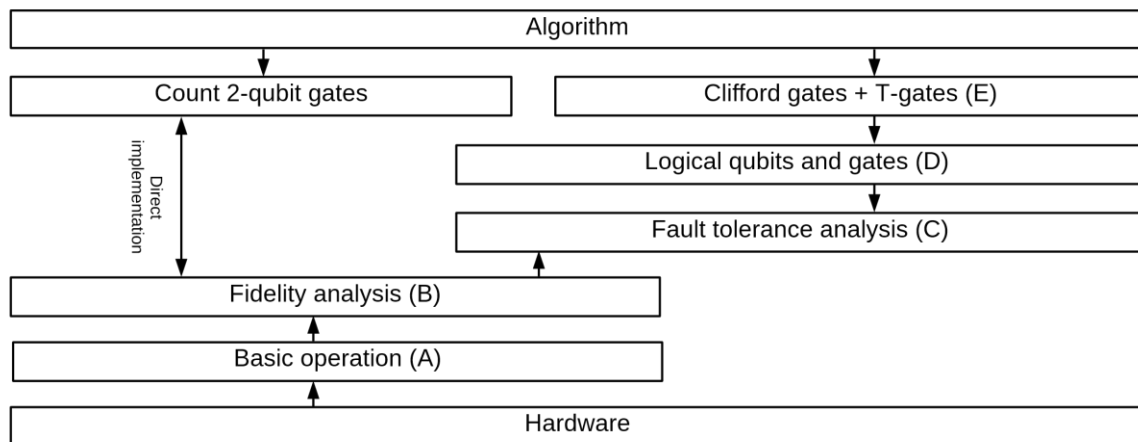 Algorithm
Count 2-qubit gates
Clifford gates + T-gates (E)
Direct
implementation
Logical qubits and gates (D)
Fault tolerance analysis (C)
Fidelity analysis (B)
Basic operation (A)
Hardware